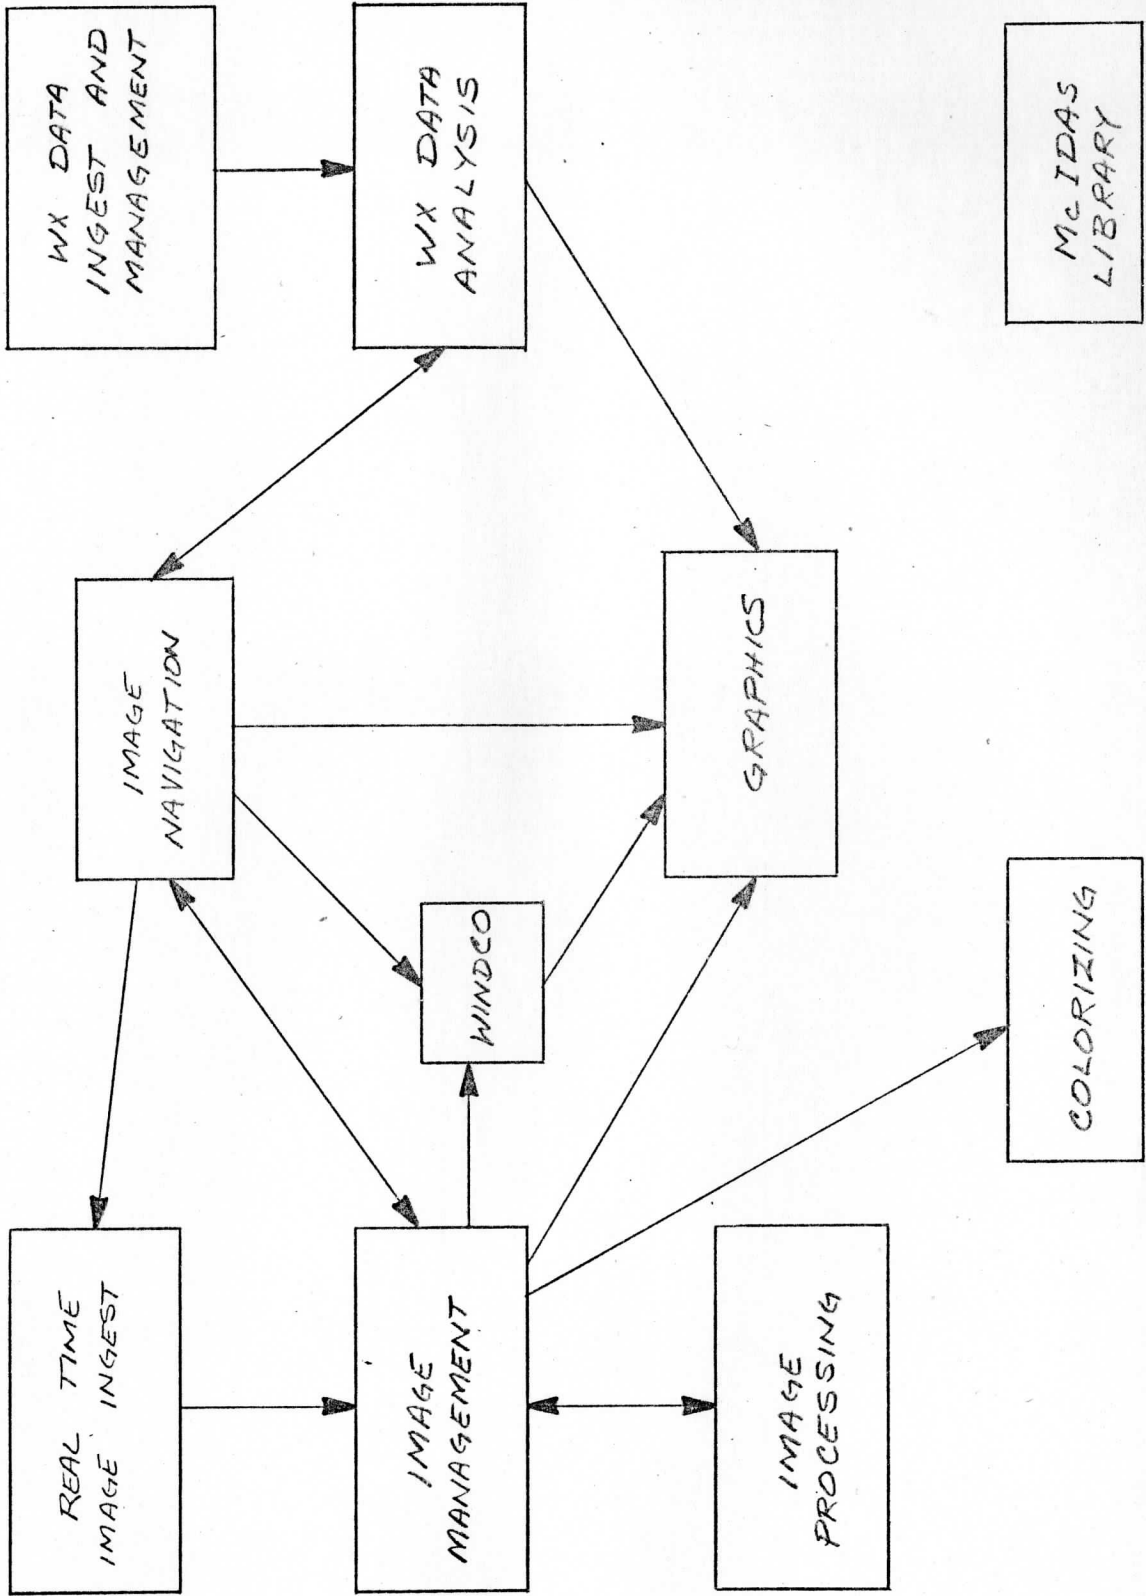 REAL TIME
IMAGE INGEST
IMAGE
NAVIGATION
WX DATA
INGEST AND
MANAGEMENT
IMAGE
MANAGEMENT
WINDCO
WX DATA
ANALYSIS
IMAGE
PROCESSING
GRAPHICS
COLORIZING
McIDAS
LIBRARY